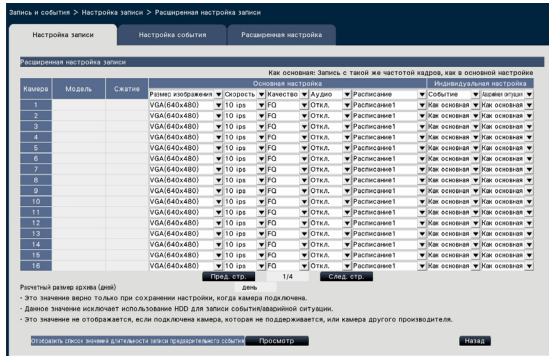 Запись и события > Настройка записи > Расширенная настройка записи
Настройка записи Настройка события Расширенная настройка
Расширенная настройка записи
Как основная: Запись с такой же частотой кадров, как в основной настройке
Камера Модель Сжатие Основная настройка Индивидуальная настройка
Размер изображения Скорость Качество Аудио Расписание Событие Аварийная ситуация
1 VGA(640x480) 10 ips FQ Откл. Расписание1 Как основная Как основная
2 VGA(640x480) 10 ips FQ Откл. Расписание1 Как основная Как основная
3 VGA(640x480) 10 ips FQ Откл. Расписание1 Как основная Как основная
4 VGA(640x480) 10 ips FQ Откл. Расписание1 Как основная Как основная
5 VGA(640x480) 10 ips FQ Откл. Расписание1 Как основная Как основная
6 VGA(640x480) 10 ips FQ Откл. Расписание1 Как основная Как основная
7 VGA(640x480) 10 ips FQ Откл. Расписание1 Как основная Как основная
8 VGA(640x480) 10 ips FQ Откл. Расписание1 Как основная Как основная
9 VGA(640x480) 10 ips FQ Откл. Расписание1 Как основная Как основная
10 VGA(640x480) 10 ips FQ Откл. Расписание1 Как основная Как основная
11 VGA(640x480) 10 ips FQ Откл. Расписание1 Как основная Как основная
12 VGA(640x480) 10 ips FQ Откл. Расписание1 Как основная Как основная
13 VGA(640x480) 10 ips FQ Откл. Расписание1 Как основная Как основная
14 VGA(640x480) 10 ips FQ Откл. Расписание1 Как основная Как основная
15 VGA(640x480) 10 ips FQ Откл. Расписание1 Как основная Как основная
16 VGA(640x480) 10 ips FQ Откл. Расписание1 Как основная Как основная
Пред. стр. 1/4 След. стр.
Расчетный размер архива (дней) день
· Это значение верно только при сохранении настройки, когда камера подключена.
· Данное значение исключает использование HDD для записи события/аварийной ситуации.
· Это значение не отображается, если подключена камера, которая не поддерживается, или камера другого производителя.
Отобразить список значений длительности записи предварительного события Просмотр Назад